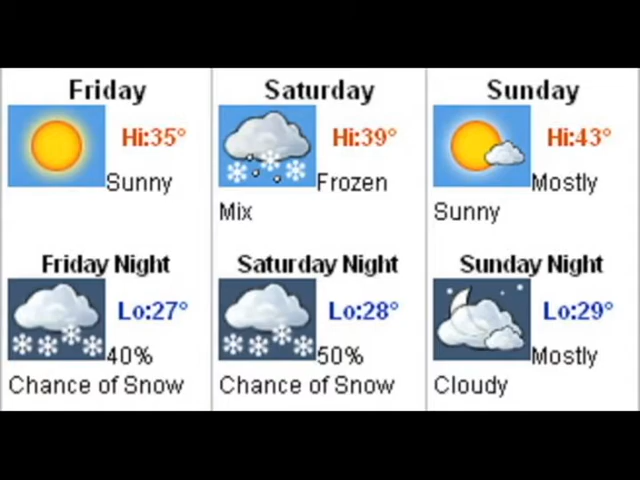 Friday
Hi:35°
Sunny
Saturday
Hi:39°
Frozen
Mix
Sunday
Hi:43°
Mostly
Sunny
Friday Night
Lo:27°
40%
Chance of Snow
Saturday Night
Lo:28°
50%
Chance of Snow
Sunday Night
Lo:29°
Mostly
Cloudy